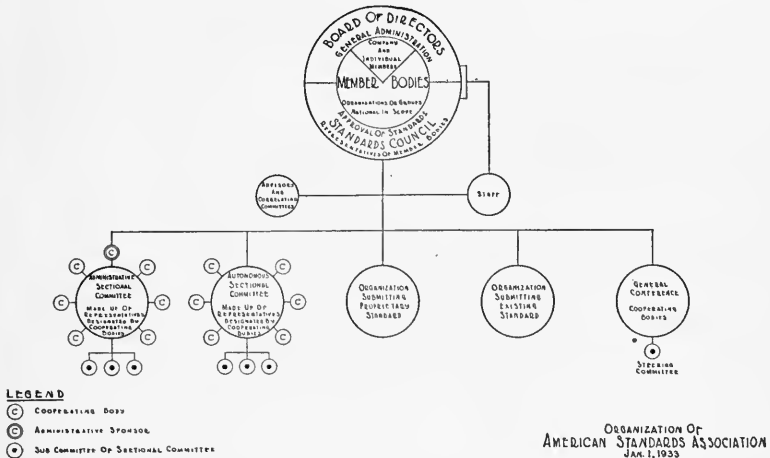 BOARD OF DIRECTORS
GENERAL ADMINISTRATION
COMPANY
AND
INDIVIDUAL
MEMBERS
MEMBER BODIES
ORGANIZATIONS OR GROUPS
NATIONAL IN SCOPE
APPROVAL OF STANDARDS
STANDARDS COUNCIL
REPRESENTATIVES OF MEMBER BODIES
ADVISORY
AND
CORRELATING
COMMITTEES
STAFF
C
C C
ADMINISTRATIVE
SECTIONAL
COMMITTEE
C C
MADE UP OF
REPRESENTATIVES
DESIGNATED BY
COOPERATING
BODIES
C C
C C
AUTONOMOUS
SECTIONAL
COMMITTEE
C C
MADE UP OF
REPRESENTATIVES
DESIGNATED BY
COOPERATING
BODIES
C C
ORGANIZATION
SUBMITTING
PROPRIETARY
STANDARD
ORGANIZATION
SUBMITTING
EXISTING
STANDARD
GENERAL
CONFERENCE
COOPERATING
BODIES
STEERING
COMMITTEE
LEGEND
C COOPERATING BODY
C ADMINISTRATIVE SPONSOR
SUB COMMITTEE OF SECTIONAL COMMITTEE
ORGANIZATION OF
AMERICAN STANDARDS ASSOCIATION
JAN. 1, 1933